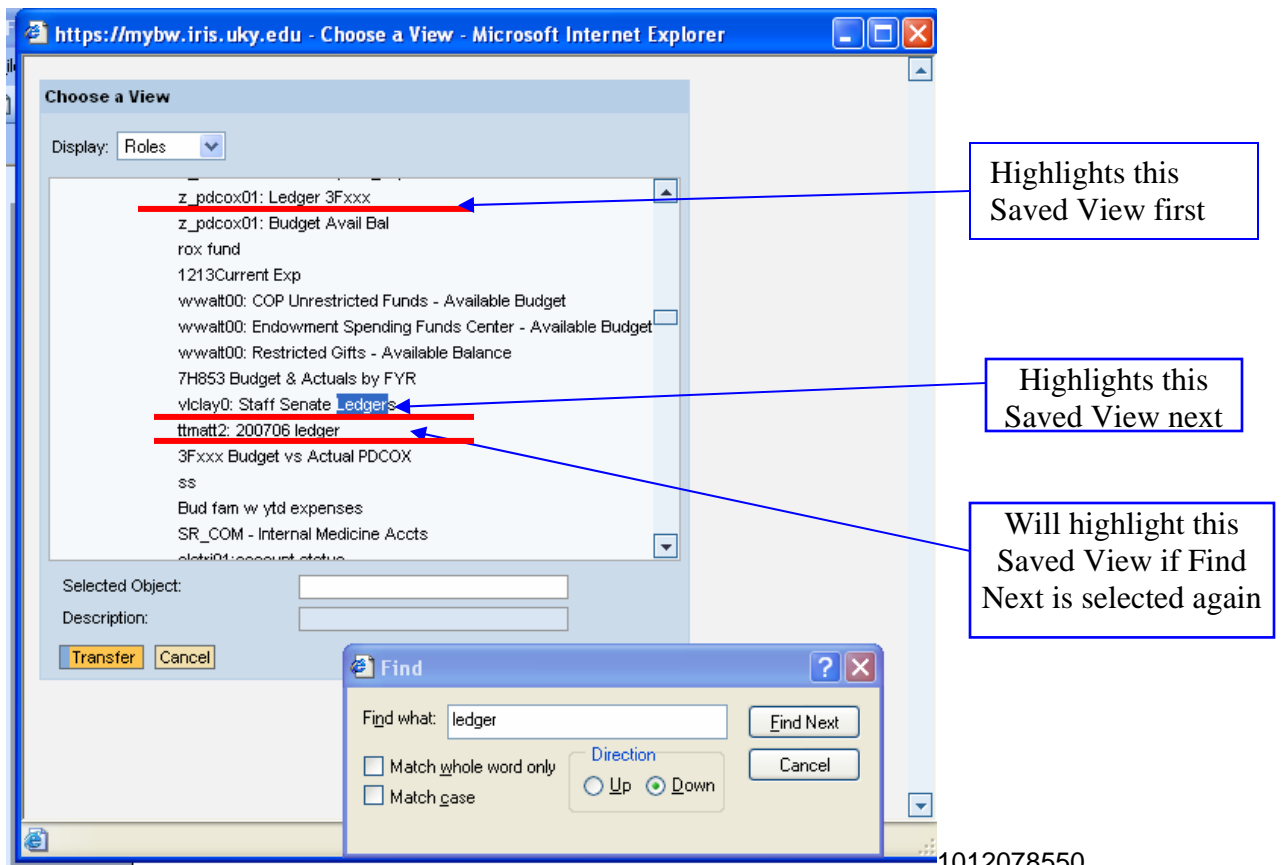 https://mybw.iris.uky.edu - Choose a View - Microsoft Internet Explorer
Choose a View
Display: Roles
z_pdcox01: Ledger 3Fxxx
z_pdcox01: Budget Avail Bal
rox fund
1213Current Exp
wwalt00: COP Unrestricted Funds - Available Budget
wwalt00: Endowment Spending Funds Center - Available Budget
wwalt00: Restricted Gifts - Available Balance
7H853 Budget & Actuals by FYR
vlclay0: Staff Senate Ledgers
ttmatt2: 200706 ledger
3Fxxx Budget vs Actual PDCOX
ss
Bud fam w ytd expenses
SR_COM - Internal Medicine Accts
Selected Object:
Description:
Transfer Cancel
Highlights this
Saved View first
Highlights this
Saved View next
Will highlight this
Saved View if Find
Next is selected again
Find
Find what: ledger
Find Next
Match whole word only
Match case
Direction
Up Down
Cancel
1012078550